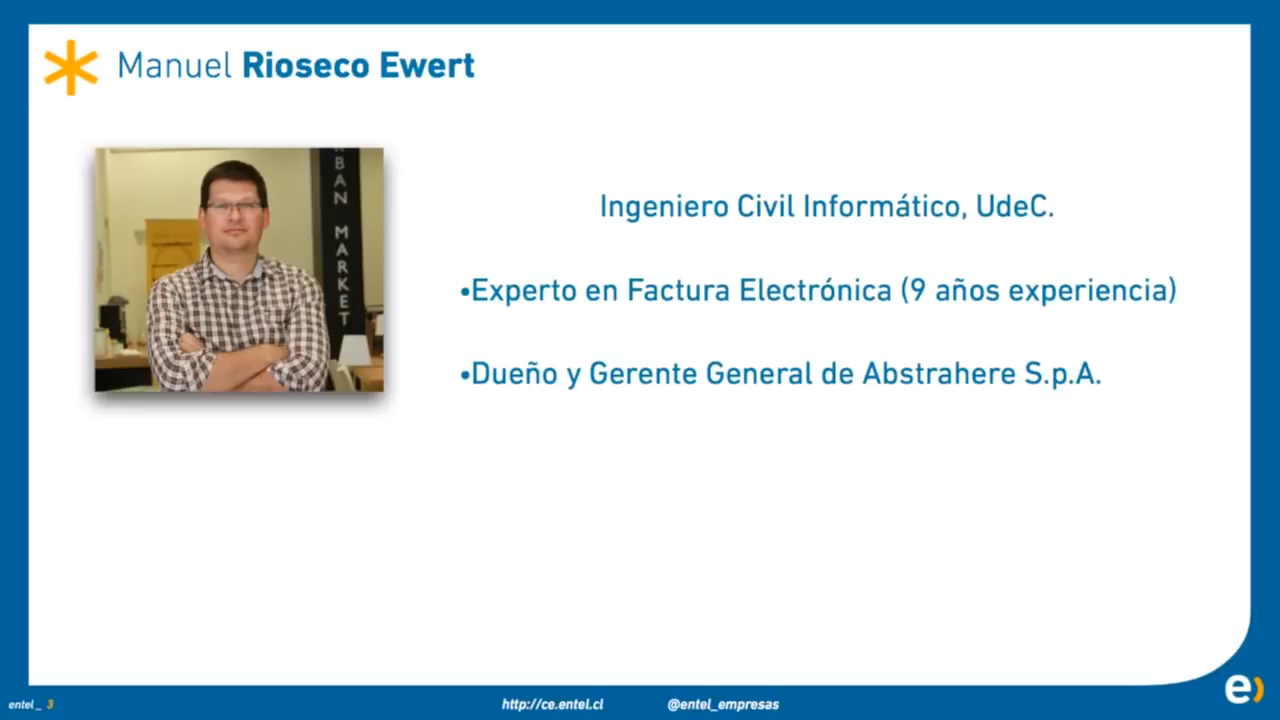 Manuel Rioseco Ewert
RBAN MARKET
Ingeniero Civil Informático, UdeC.
•Experto en Factura Electrónica (9 años experiencia)
•Dueño y Gerente General de Abstrahere S.p.A.
entel_ 3
http://ce.entel.cl
@entel_empresas
e)